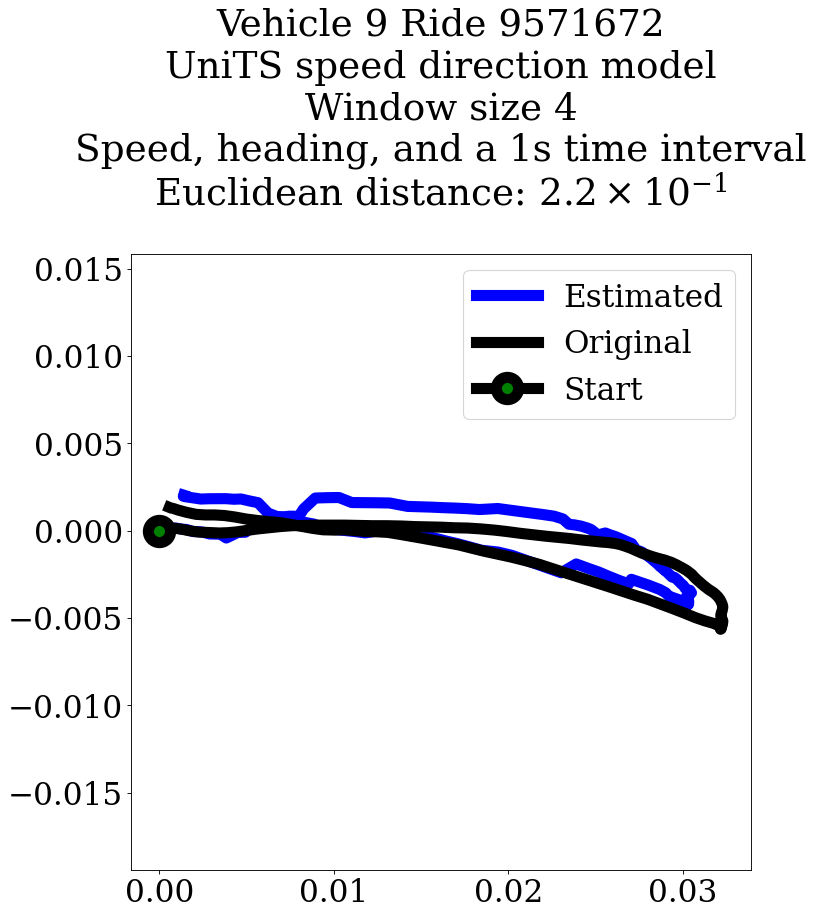 Vehicle 9 Ride 9571672
UniTS speed direction model
Window size 4
Speed, heading, and a 1s time interval
Euclidean distance: 2.2 × 10⁻¹
Estimated
Original
Start
0.015
0.010
0.005
0.000
−0.005
−0.010
−0.015
0.00 0.01 0.02 0.03